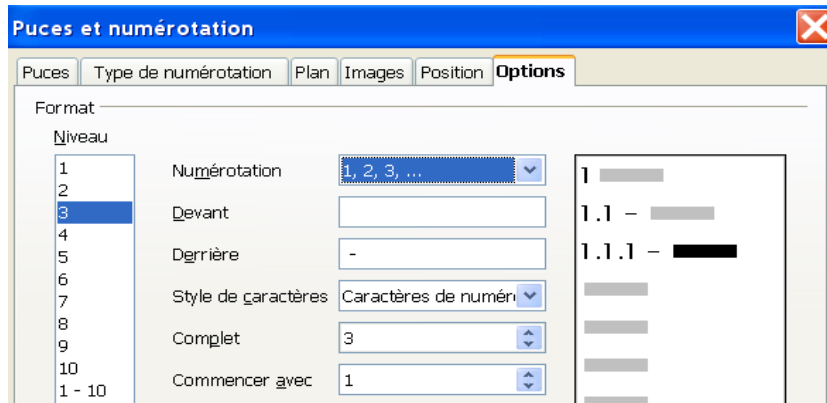 Puces et numérotation
Puces Type de numérotation Plan Images Position Options
Format
Niveau
1
2
3
4
5
6
7
8
9
10
1 - 10
Numérotation 1, 2, 3, ...
Devant
Derrière -
Style de caractères Caractères de numér
Complet 3
Commencer avec 1
1
1.1 -
1.1.1 -